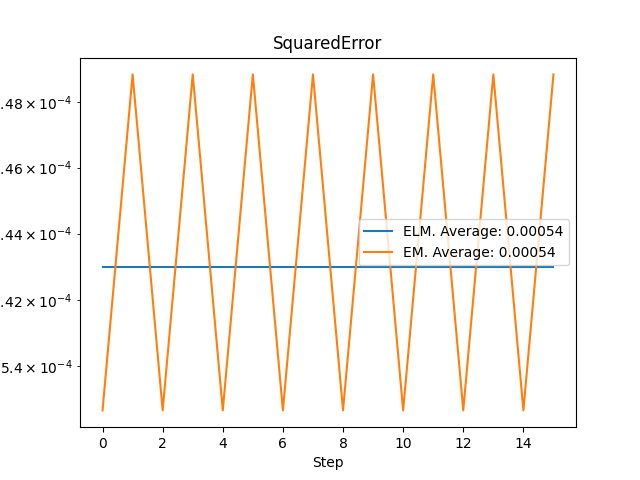 SquaredError
.48 × 10⁻⁴
.46 × 10⁻⁴
.44 × 10⁻⁴
.42 × 10⁻⁴
5.4 × 10⁻⁴
ELM. Average: 0.00054
EM. Average: 0.00054
0 2 4 6 8 10 12 14
Step